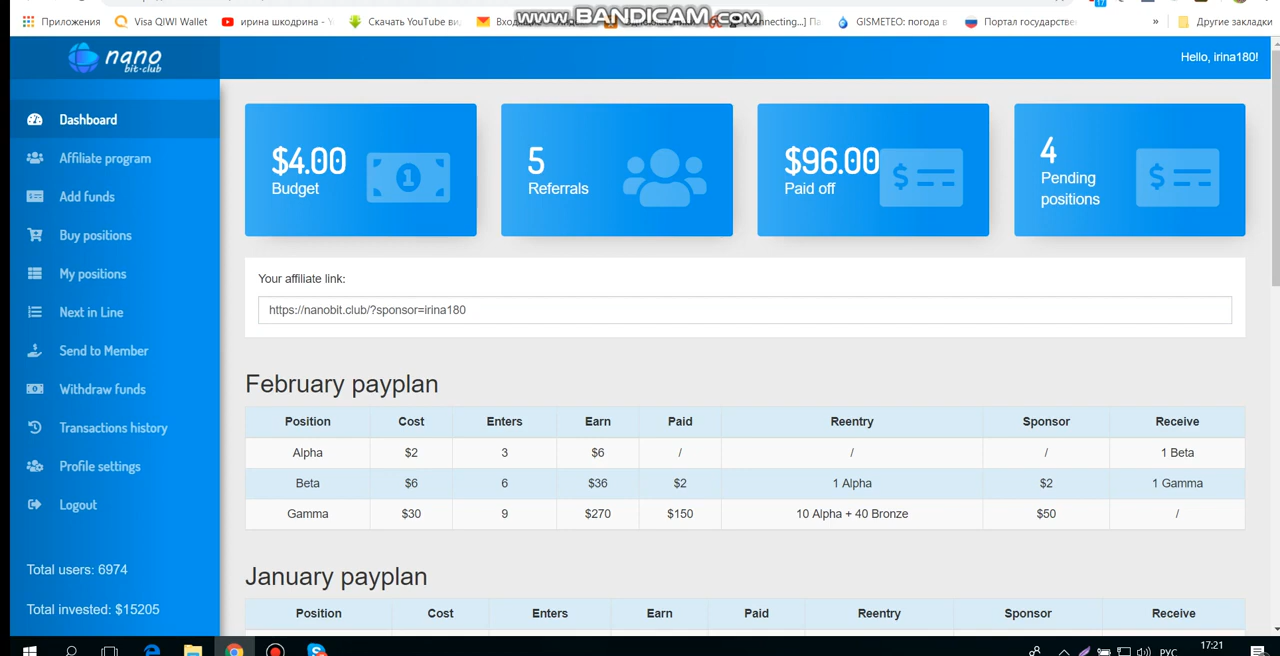 www.BANDICAM.com
Приложения
Visa QIWI Wallet
ирина шкодрина -
Скачать YouTube ви
GISMETEO: погода в
Портал государстве
»
Другие закладки
17
nano
bit-club
Hello, irina180!
Dashboard
Affiliate program
Add funds
Buy positions
My positions
Next in Line
Send to Member
Withdraw funds
Transactions history
Profile settings
Logout
Total users: 6974
Total invested: $15205
$4.00
Budget
5
Referrals
$96.00
Paid off
4
Pending
positions
Your affiliate link:
https://nanobit.club/?sponsor=irina180
February payplan
Position Cost Enters Earn Paid Reentry Sponsor Receive
Alpha $2 3 $6 / / / 1 Beta
Beta $6 6 $36 $2 1 Alpha $2 1 Gamma
Gamma $30 9 $270 $150 10 Alpha + 40 Bronze $50 /
January payplan
Position Cost Enters Earn Paid Reentry Sponsor Receive
РУС
17:21